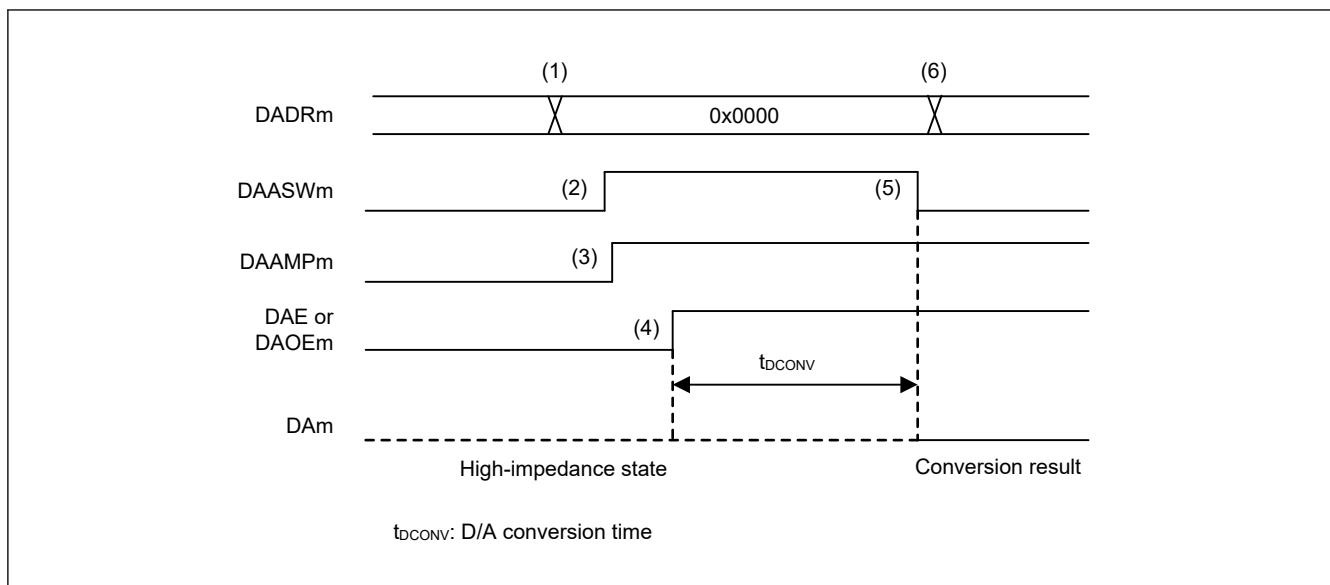 (1) (6)
DADRm 0x0000
DAASWm (2) (5)
DAAMPm (3)
DAE or
DAOEm (4)
tDCONV
DAm
High-impedance state Conversion result
tDCONV: D/A conversion time